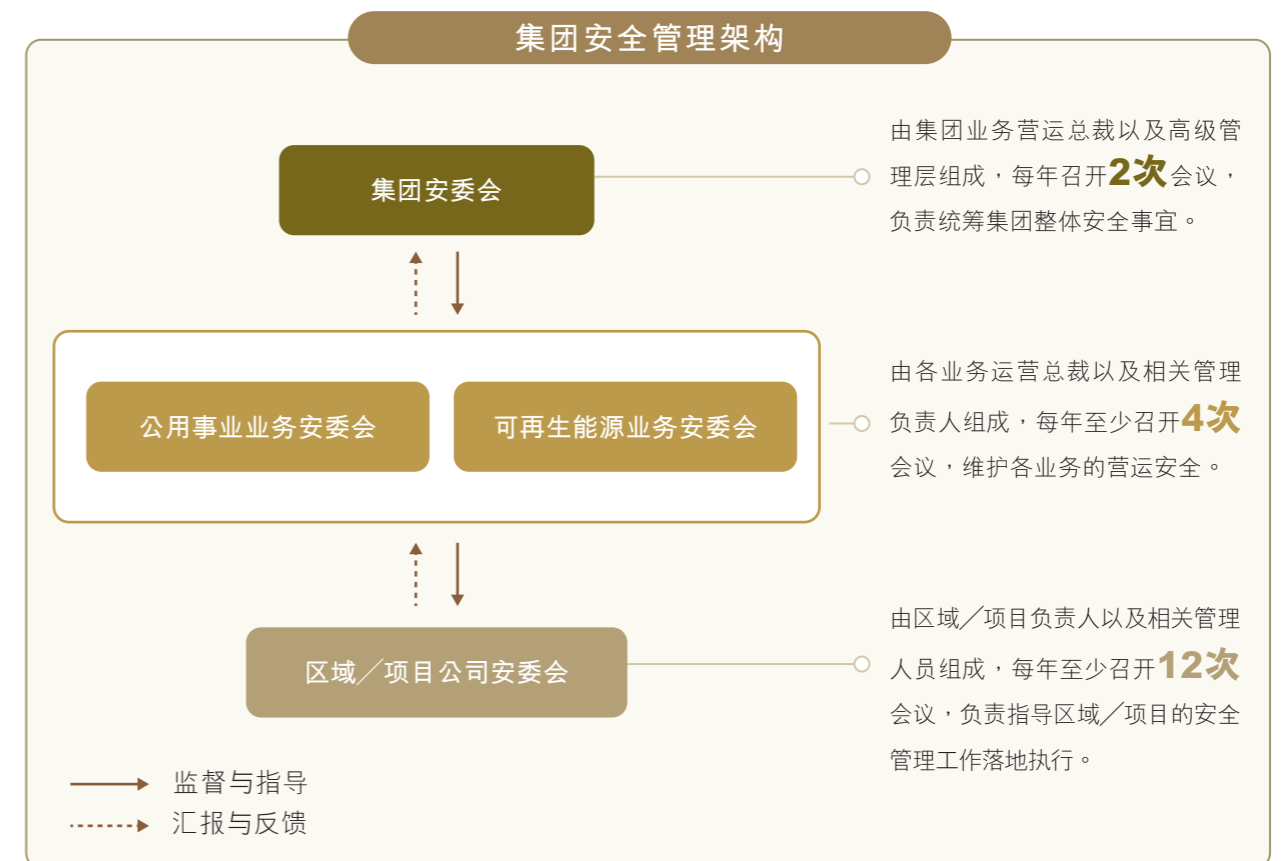 集团安全管理架构
集团安委会
由集团业务营运总裁以及高级管
理层组成，每年召开2次会议，
负责统筹集团整体安全事宜。
公用事业业务安委会
可再生能源业务安委会
由各业务运营总裁以及相关管理
负责人组成，每年至少召开4次
会议，维护各业务的营运安全。
区域／项目公司安委会
由区域／项目负责人以及相关管理
人员组成，每年至少召开12次
会议，负责指导区域／项目的安全
管理工作落地执行。
监督与指导
汇报与反馈